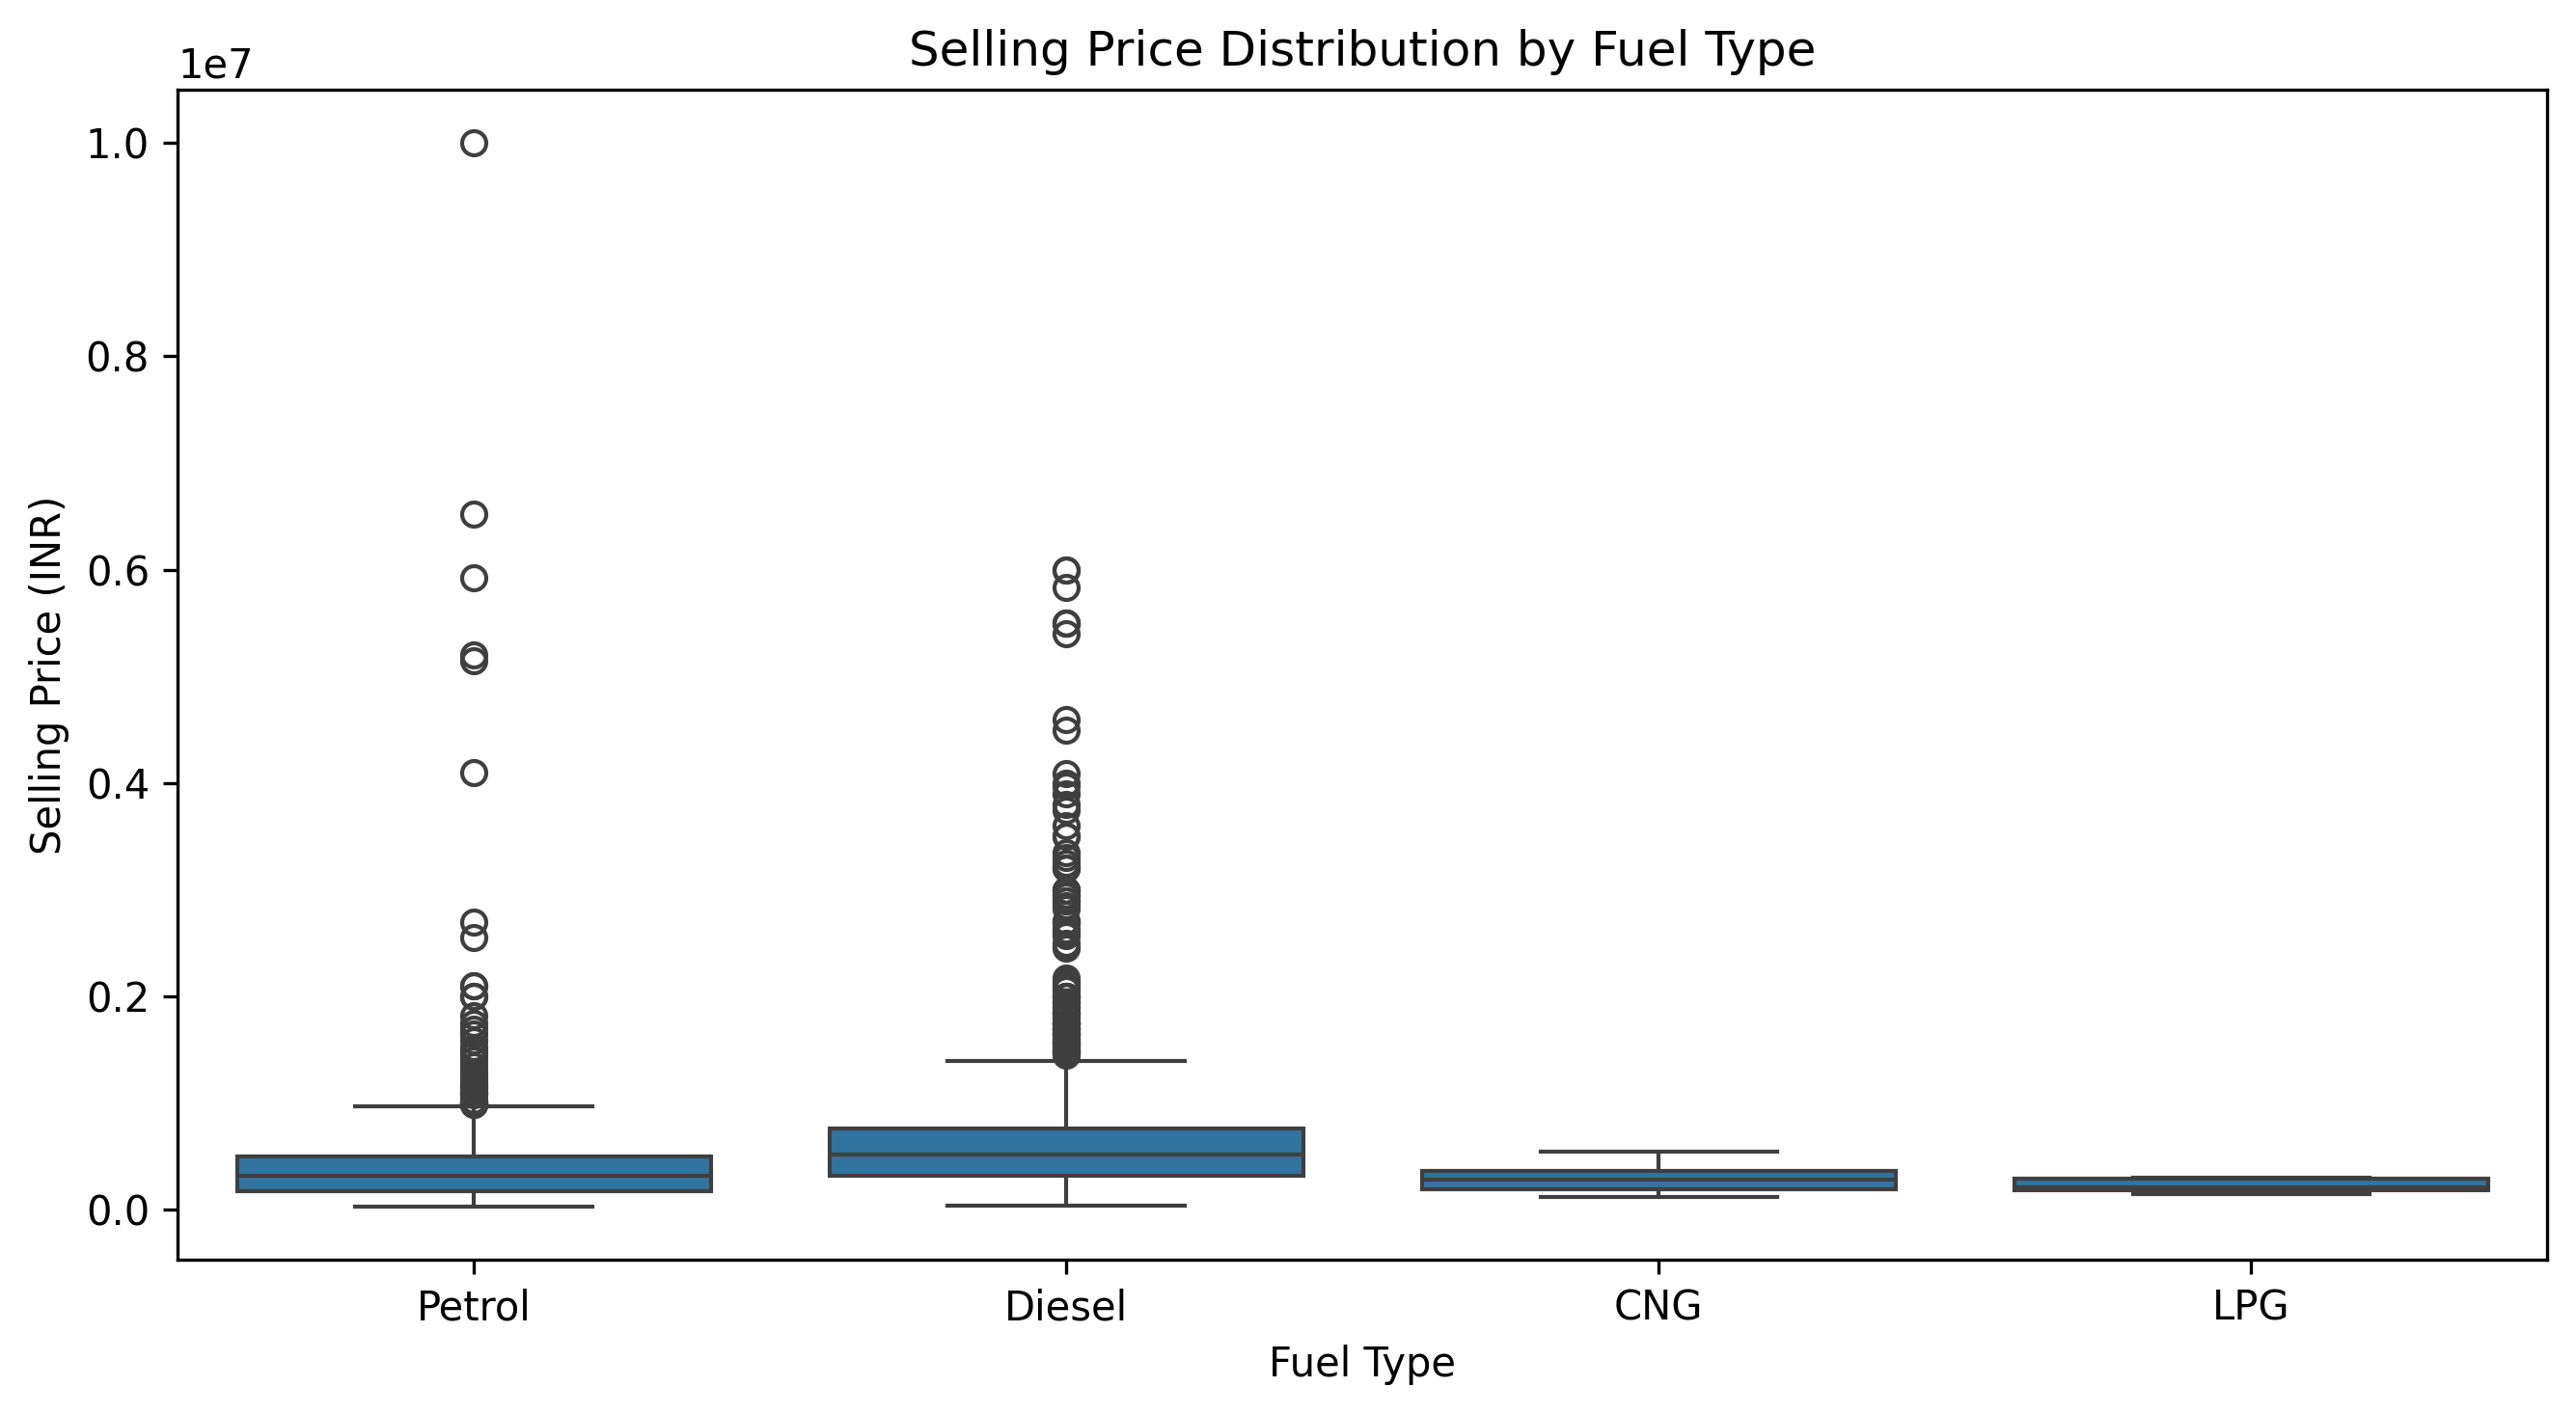 Selling Price Distribution by Fuel Type
1e7
1.0
0.8
0.6
0.4
0.2
0.0
Selling Price (INR)
Petrol Diesel CNG LPG
Fuel Type